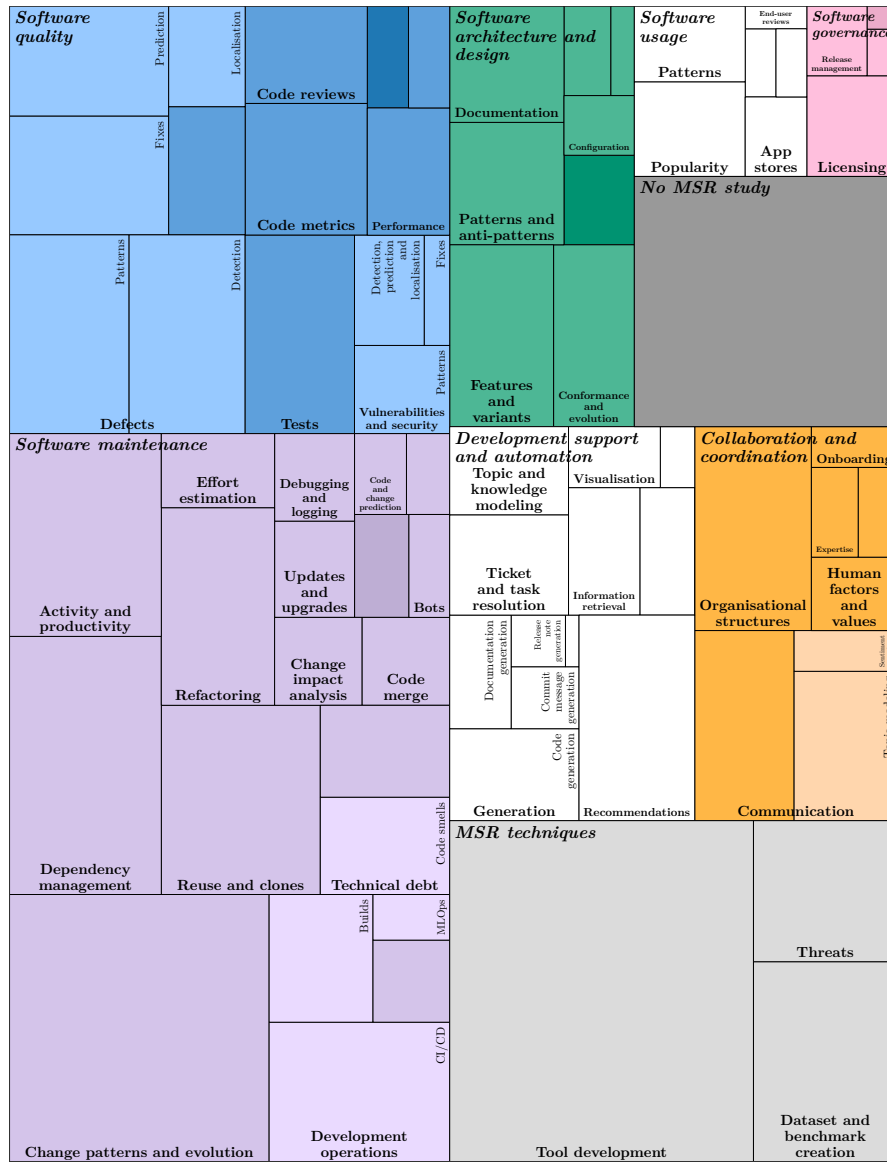 Software
quality
Prediction
Localisation
Fixes
Code reviews
Code metrics
Performance
Patterns
Detection
Defects
Tests
Detection,
prediction
and
localisation
Fixes
Patterns
Vulnerabilities
and security
Software
architecture and
design
Documentation
Configuration
Patterns and
anti-patterns
Features
and
variants
Conformance
and
evolution
Software
usage
Patterns
Popularity
End-user
reviews
App
stores
Software
governance
Release
management
Licensing
No MSR study
Software maintenance
Activity and
productivity
Effort
estimation
Refactoring
Debugging
and
logging
Code
and
change
prediction
Updates
and
upgrades
Bots
Change
impact
analysis
Code
merge
Dependency
management
Reuse and clones
Code smells
Technical debt
Change patterns and evolution
Builds
MLOps
CI/CD
Development
operations
Development support
and automation
Topic and
knowledge
modeling
Visualisation
Ticket
and task
resolution
Information
retrieval
Documentation
generation
Release
note
generation
Commit
message
generation
Code
generation
Generation
Recommendations
Collaboration and
coordination
Organisational
structures
Onboarding
Expertise
Human
factors
and
values
Sentiment
Communication
MSR techniques
Tool development
Threats
Dataset and
benchmark
creation